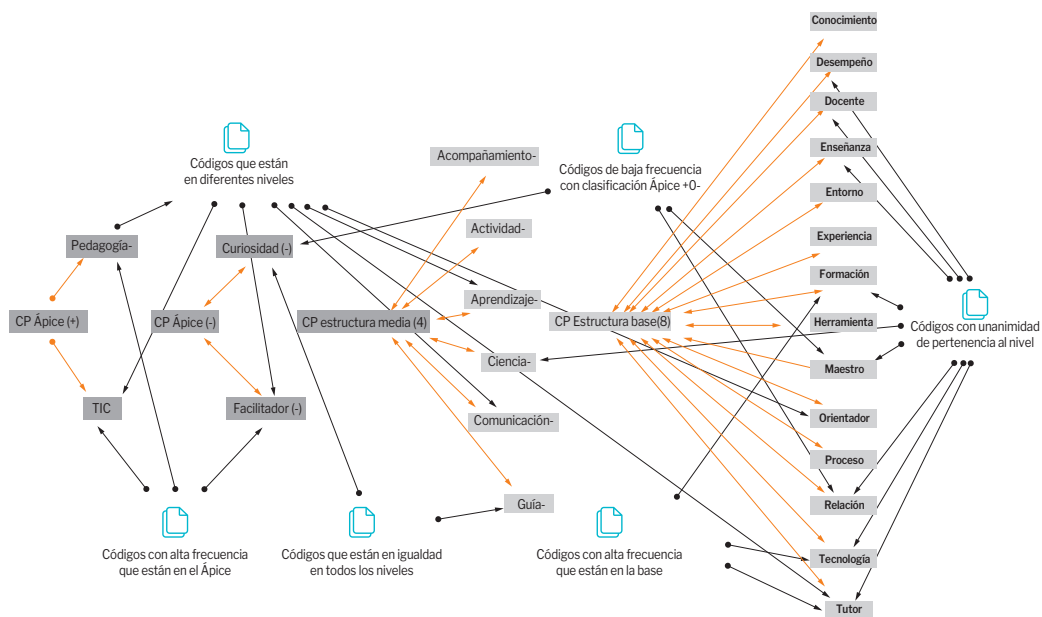 Conocimiento
Desempeño
Docente
Enseñanza
Entorno
Experiencia
Formación
Herramienta
Maestro
Orientador
Proceso
Relación
Tecnología
Tutor
Códigos que están
en diferentes niveles
Acompañamiento-
Códigos de baja frecuencia
con clasificación Ápice +0-
Pedagogía-
Curiosidad (-)
Actividad-
Aprendizaje-
CP Ápice (+)
CP Ápice (-)
CP estructura media (4)
CP Estructura base(8)
Códigos con unanimidad
de pertenencia al nivel
Ciencia-
TIC
Facilitador (-)
Comunicación-
Guía-
Códigos con alta frecuencia
que están en el Ápice
Códigos que están en igualdad
en todos los niveles
Códigos con alta frecuencia
que están en la base